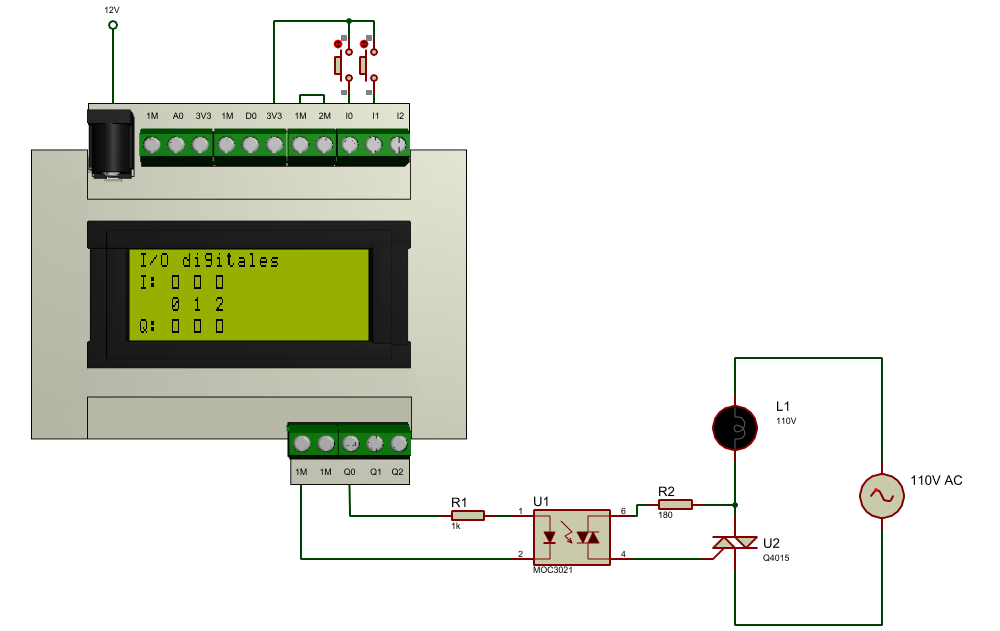 12V
1M A0 3V3 1M D0 3V3 1M 2M I0 I1 I2
I/O digitales
I: 0 0 0
0 1 2
Q: 0 0 0
1M 1M Q0 Q1 Q2
R1
1k
U1
1
2
6
4
MOC3021
R2
180
L1
110V
U2
Q4015
110V AC